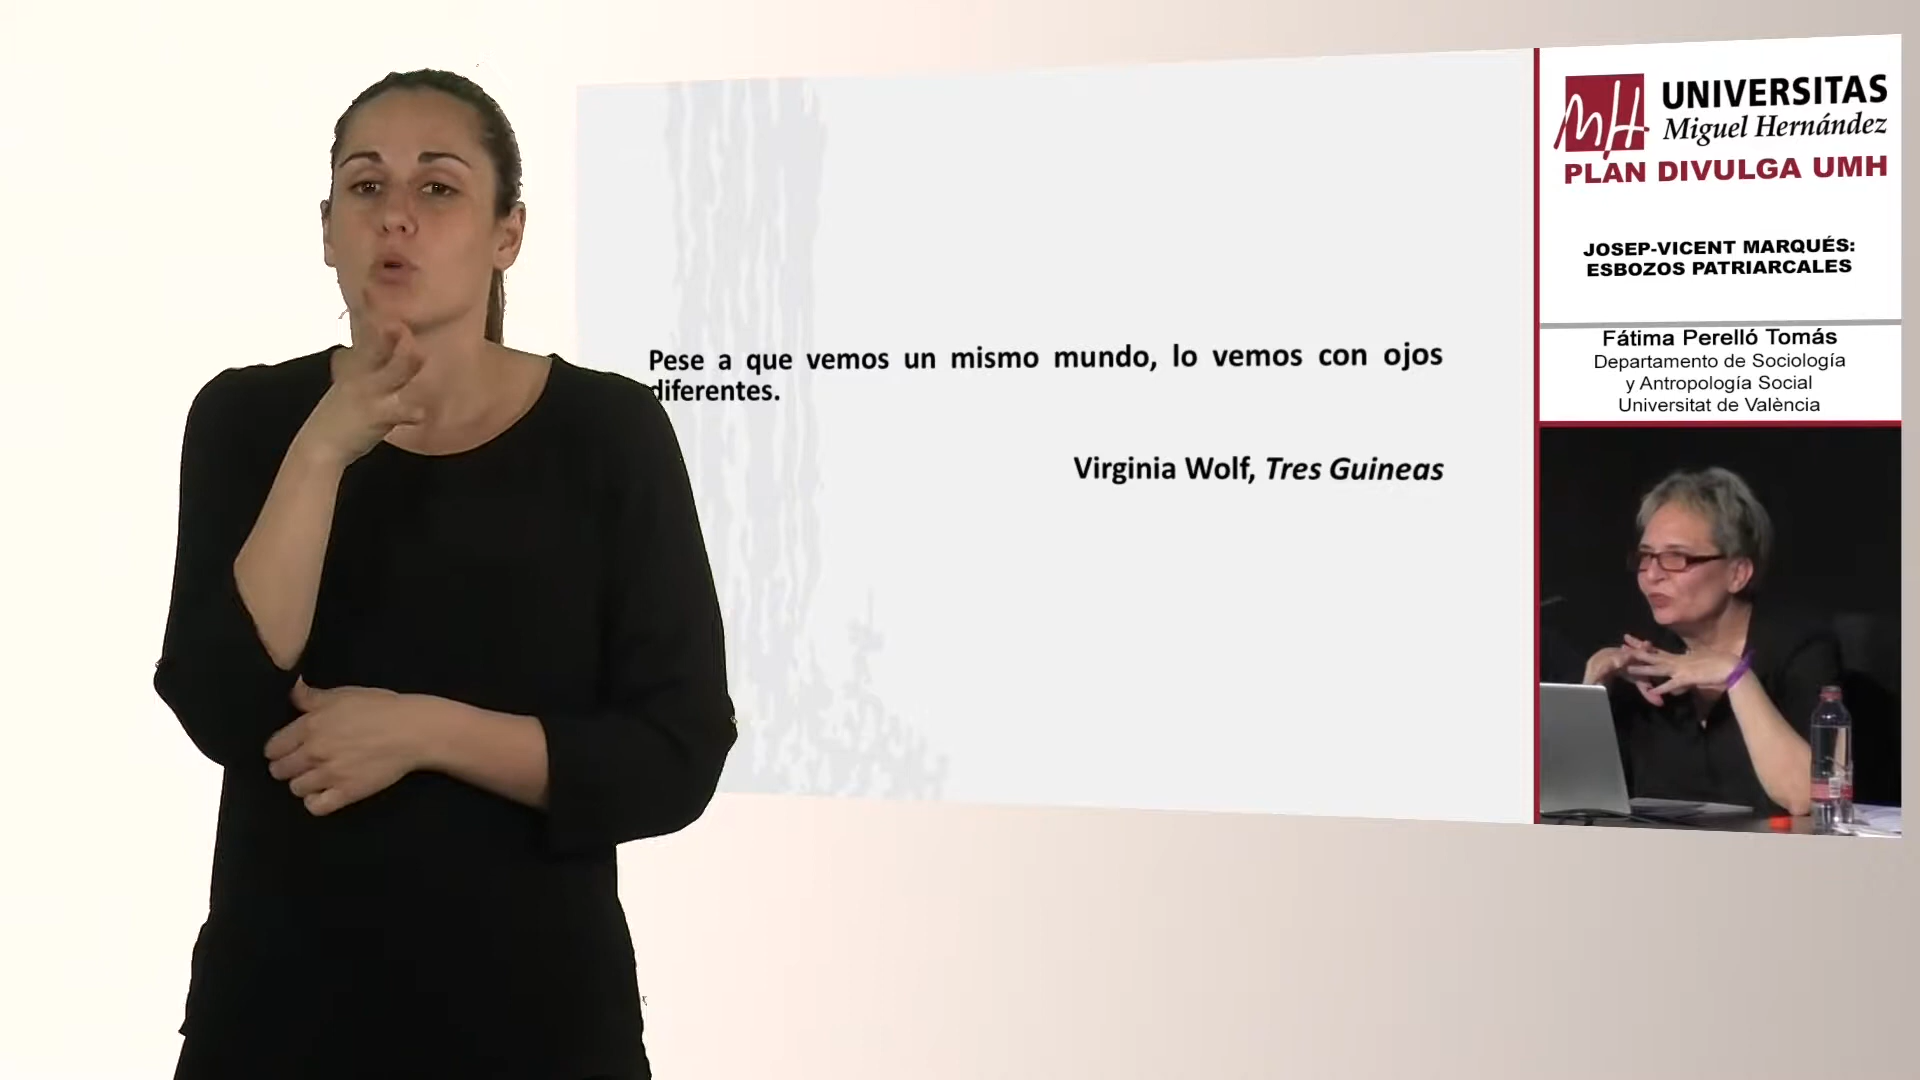 Pese a que vemos un mismo mundo, lo vemos con ojos
diferentes.
Virginia Wolf, Tres Guineas
UNIVERSITAS
Miguel Hernández
PLAN DIVULGA UMH
JOSEP-VICENT MARQUÉS:
ESBOZOS PATRIARCALES
Fátima Perelló Tomás
Departamento de Sociología
y Antropología Social
Universitat de València